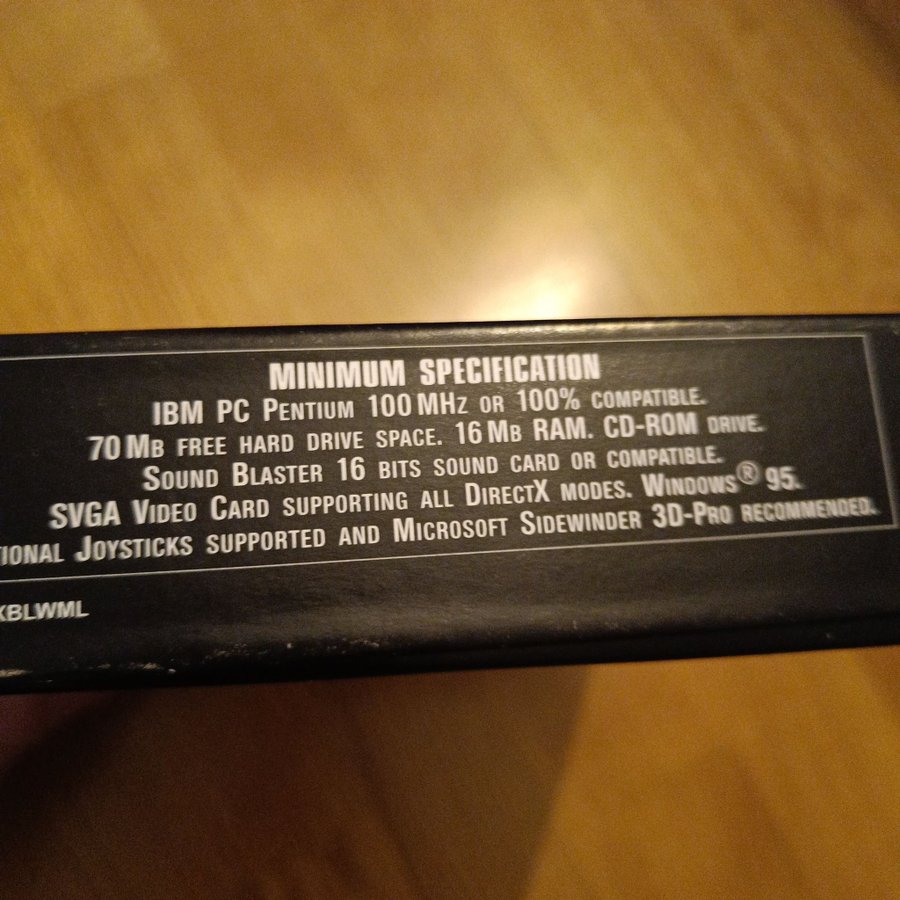 MINIMUM SPECIFICATION
IBM PC PENTIUM 100 MHZ OR 100% COMPATIBLE.
70 MB FREE HARD DRIVE SPACE. 16 MB RAM. CD-ROM DRIVE.
SOUND BLASTER 16 BITS SOUND CARD OR COMPATIBLE.
SVGA VIDEO CARD SUPPORTING ALL DIRECTX MODES. WINDOWS® 95.
TIONAL JOYSTICKS SUPPORTED AND MICROSOFT SIDEWINDER 3D-PRO RECOMMENDED.
KBLWML